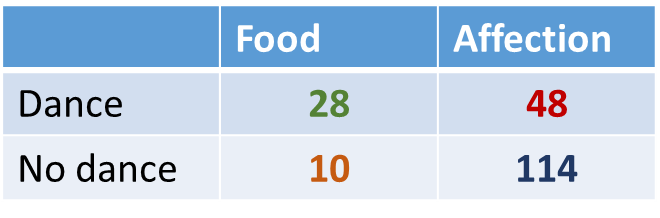 Food Affection
Dance 28 48
No dance 10 114